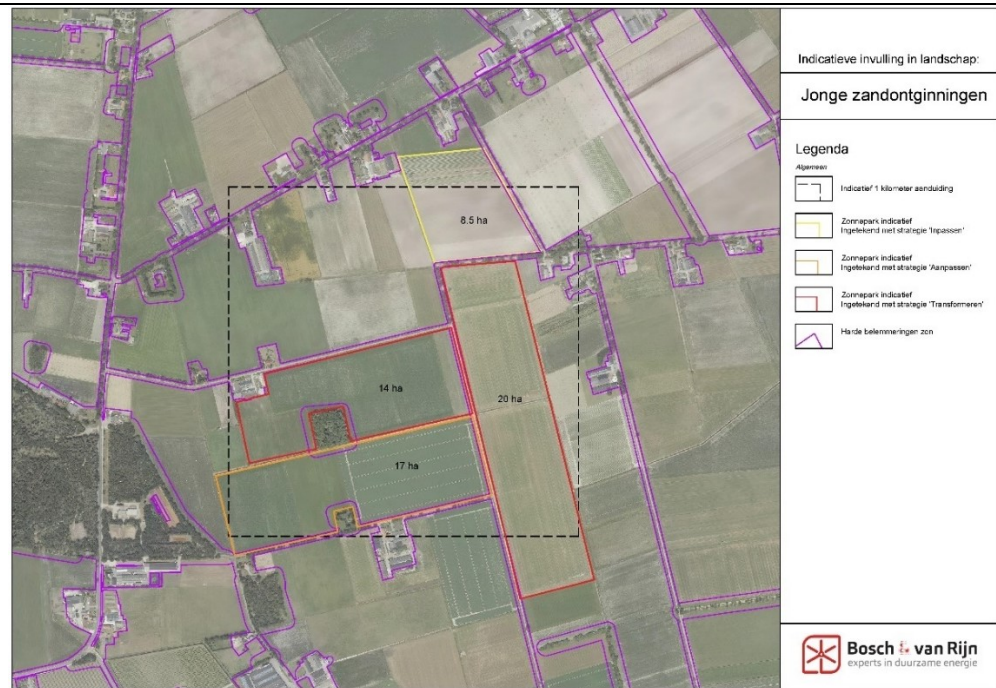 Indicatieve invulling in landschap:
Jonge zandontginningen
Legenda
Algemeen
Indicatief 1 kilometer aanduiding
Zonnepark indicatief
Ingetekend met strategie 'Inpassen'
Zonnepark indicatief
Ingetekend met strategie 'Aanpassen'
Zonnepark indicatief
Ingetekend met strategie 'Transformeren'
Harde belemmeringen zon
8.5 ha
14 ha
20 ha
17 ha
Bosch & van Rijn
experts in duurzame energie